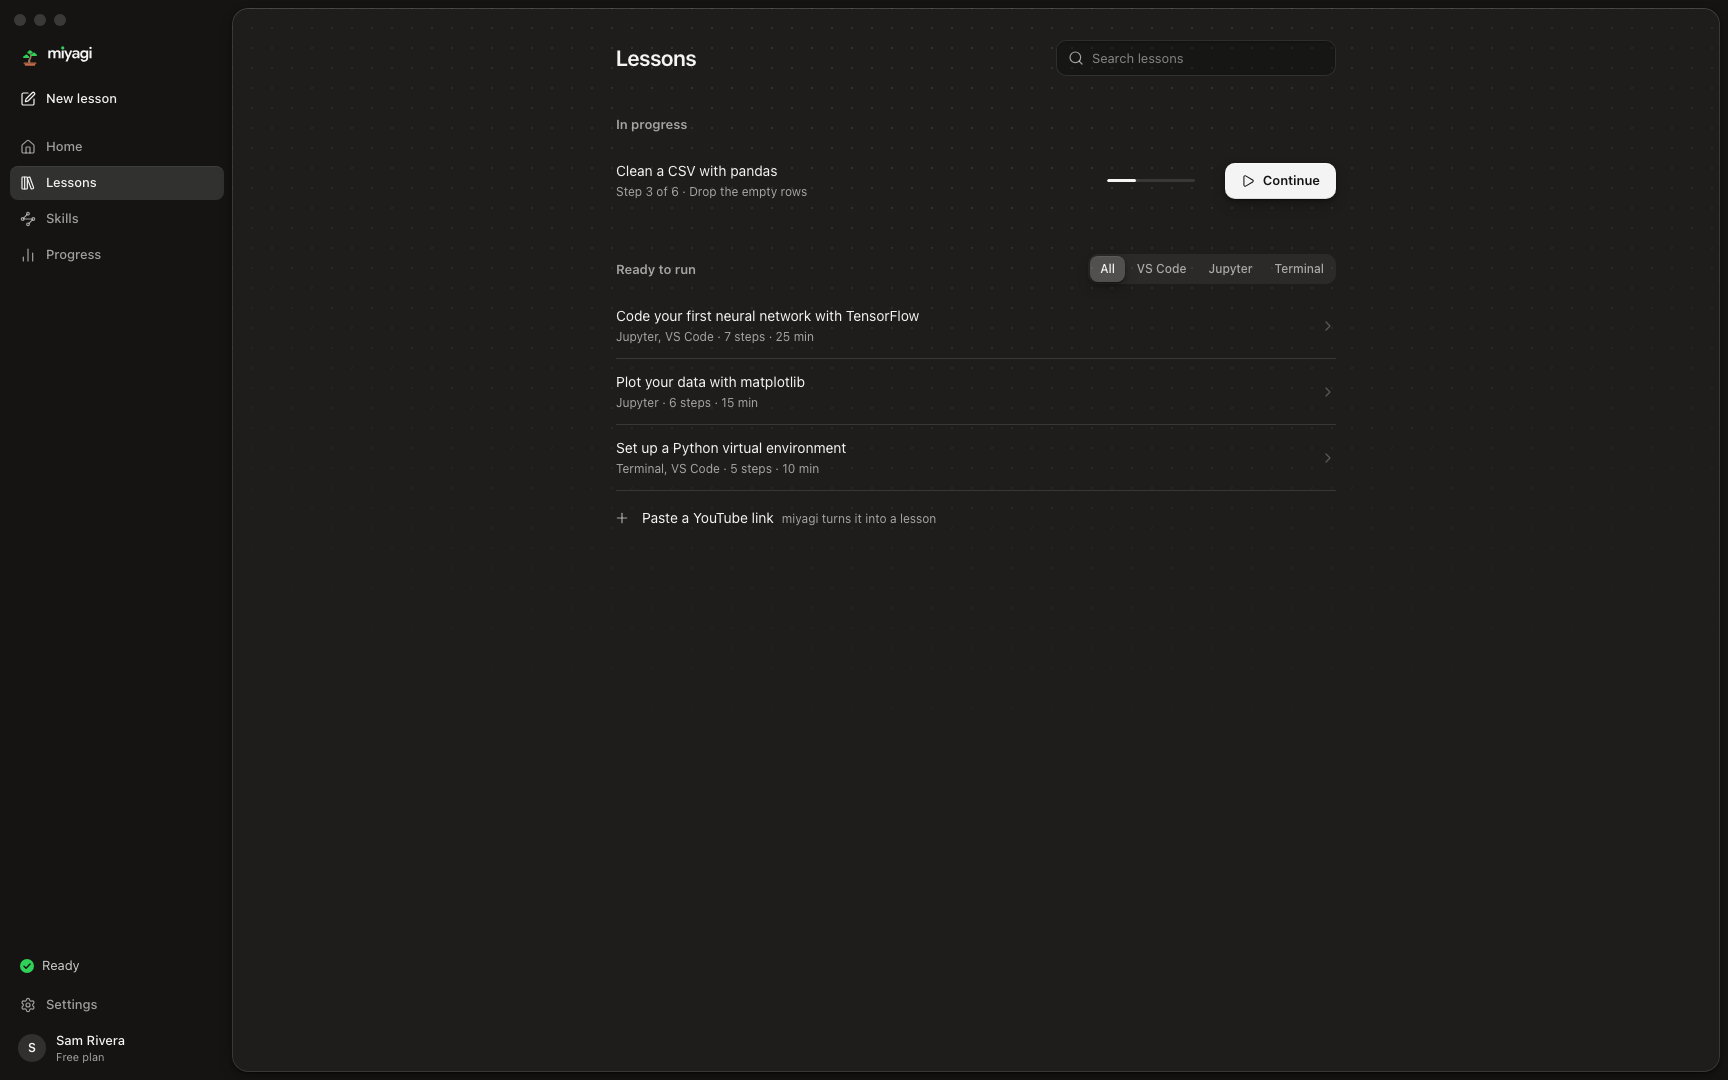 miyagi
New lesson
Home
Lessons
Skills
Progress
Ready
Settings
S
Sam Rivera
Free plan
Lessons
Search lessons
In progress
Clean a CSV with pandas
Step 3 of 6 · Drop the empty rows
Continue
Ready to run
All VS Code Jupyter Terminal
Code your first neural network with TensorFlow
Jupyter, VS Code · 7 steps · 25 min
Plot your data with matplotlib
Jupyter · 6 steps · 15 min
Set up a Python virtual environment
Terminal, VS Code · 5 steps · 10 min
Paste a YouTube link miyagi turns it into a lesson